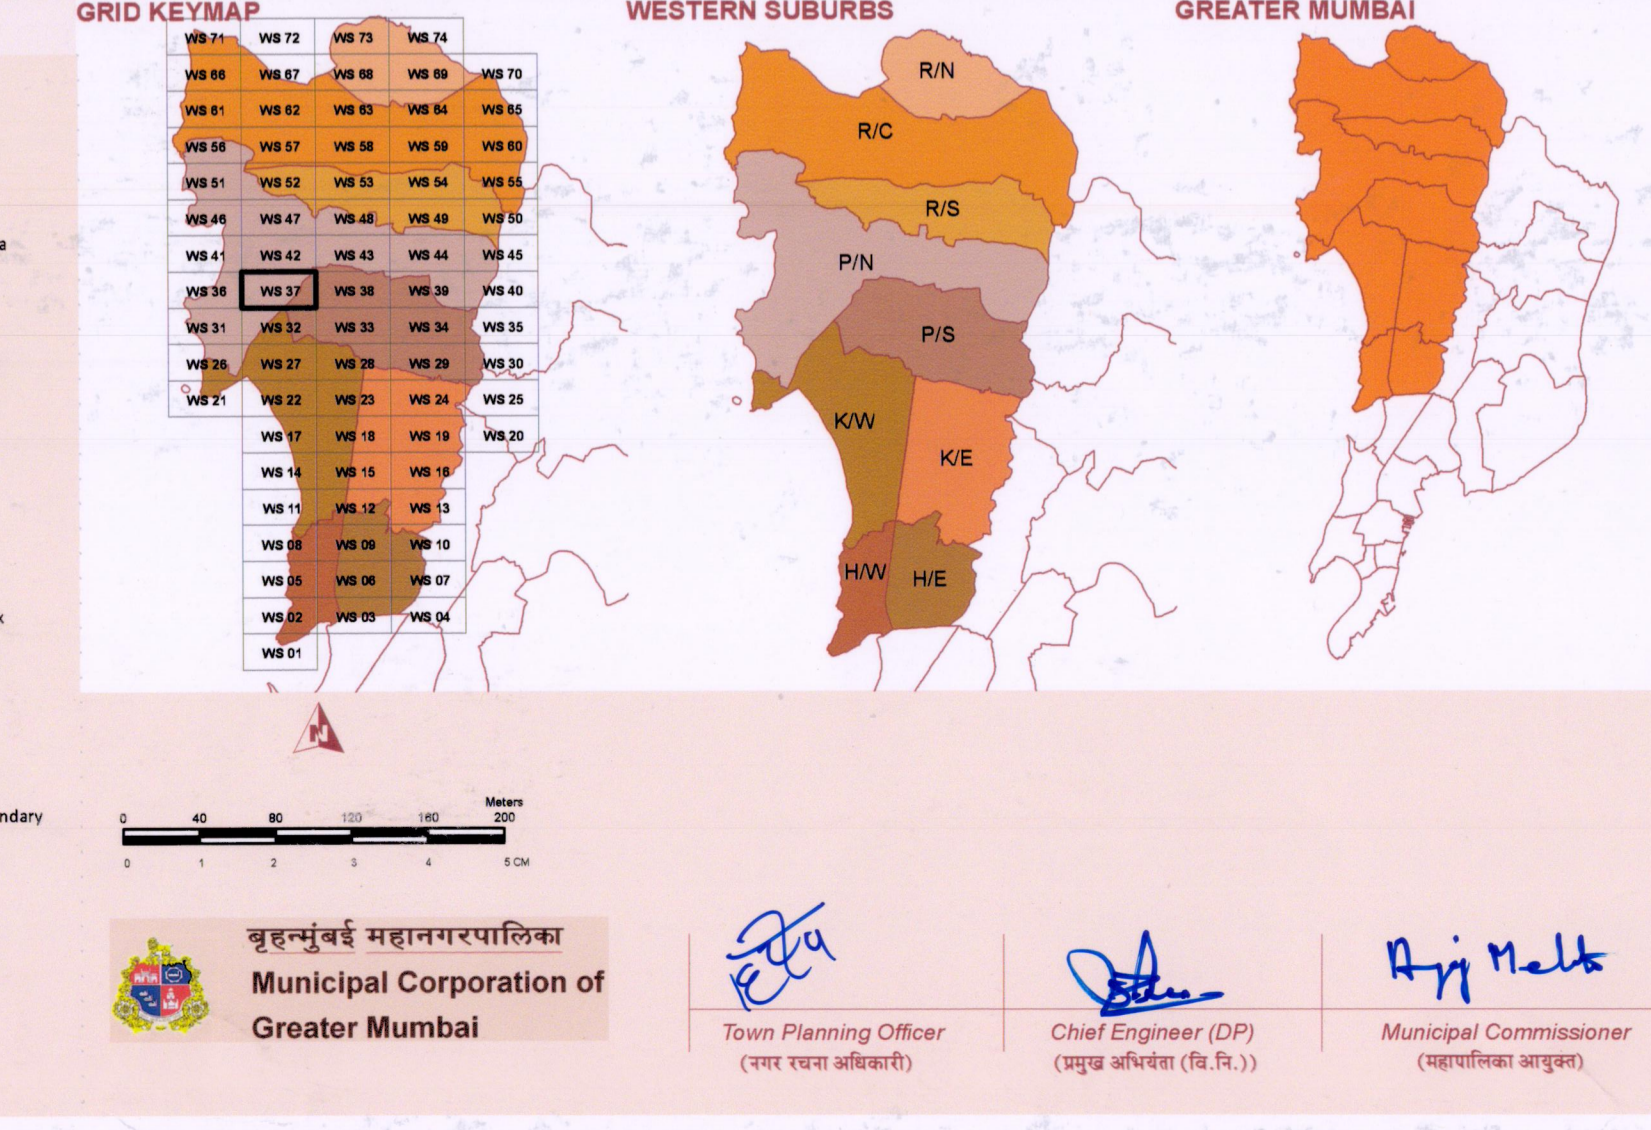 GRID KEYMAP
WESTERN SUBURBS
GREATER MUMBAI
WS 71 WS 72 WS 73 WS 74
WS 66 WS 67 WS 68 WS 69 WS 70
WS 61 WS 62 WS 63 WS 64 WS 65
WS 56 WS 57 WS 58 WS 59 WS 60
WS 51 WS 52 WS 53 WS 54 WS 55
WS 46 WS 47 WS 48 WS 49 WS 50
WS 41 WS 42 WS 43 WS 44 WS 45
WS 36 WS 37 WS 38 WS 39 WS 40
WS 31 WS 32 WS 33 WS 34 WS 35
WS 26 WS 27 WS 28 WS 29 WS 30
WS 21 WS 22 WS 23 WS 24 WS 25
WS 17 WS 18 WS 19 WS 20
WS 14 WS 15 WS 16
WS 11 WS 12 WS 13
WS 08 WS 09 WS 10
WS 05 WS 06 WS 07
WS 02 WS 03 WS 04
WS 01
R/N
R/C
R/S
P/N
P/S
K/W
K/E
H/W
H/E
a
x
N
ndary
Meters
0 40 80 120 160 200
0 1 2 3 4 5 CM
बृहन्मुंबई महानगरपालिका
Municipal Corporation of
Greater Mumbai
Ajoy Mehta
Town Planning Officer
(नगर रचना अधिकारी)
Chief Engineer (DP)
(प्रमुख अभियंता (वि.नि.))
Municipal Commissioner
(महापालिका आयुक्त)